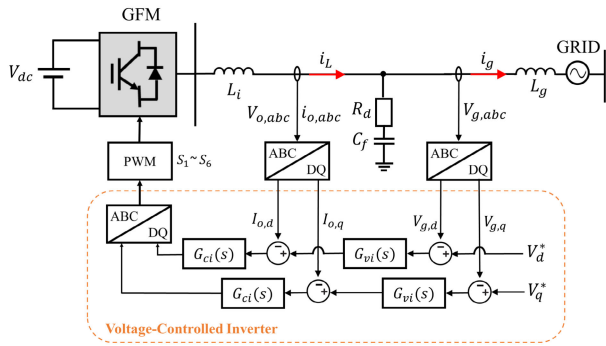 GFM
GRID
V_dc
L_i
i_L
i_g
L_g
V_o,abc
i_o,abc
R_d
C_f
V_g,abc
PWM
S_1~S_6
ABC
DQ
ABC
DQ
ABC
DQ
I_o,d
I_o,q
V_g,d
V_g,q
G_ci(s)
G_vi(s)
V_d^*
G_ci(s)
G_vi(s)
V_q^*
Voltage-Controlled Inverter